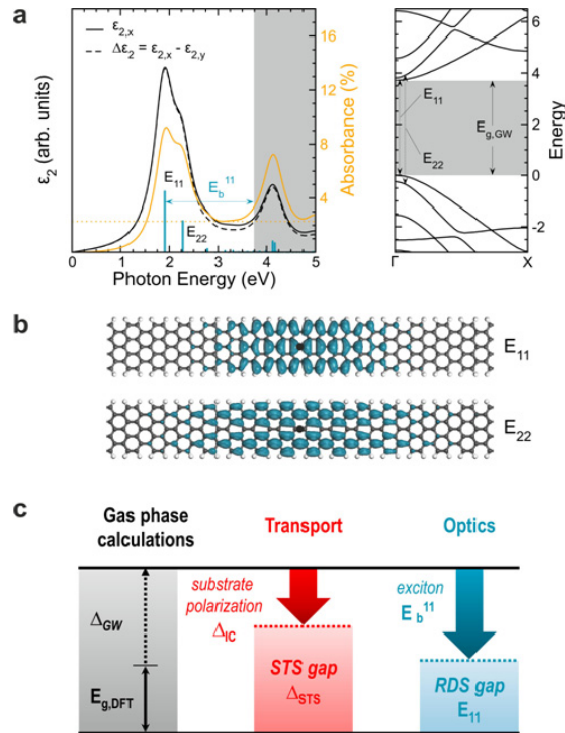 a
ε2,x
Δε,2 = ε2,x - ε2,y
ε2 (arb. units)
E11
Eb11
E22
16
12
8
4
Absorbance (%)
0 1 2 3 4 5
Photon Energy (eV)
E11
E22
Eg,GW
6
4
2
0
-2
Energy
Γ X
b
E11
E22
c
Gas phase
calculations
Transport
Optics
ΔGW
Eg,DFT
substrate
polarization
ΔIC
STS gap
ΔSTS
exciton
Eb11
RDS gap
E11